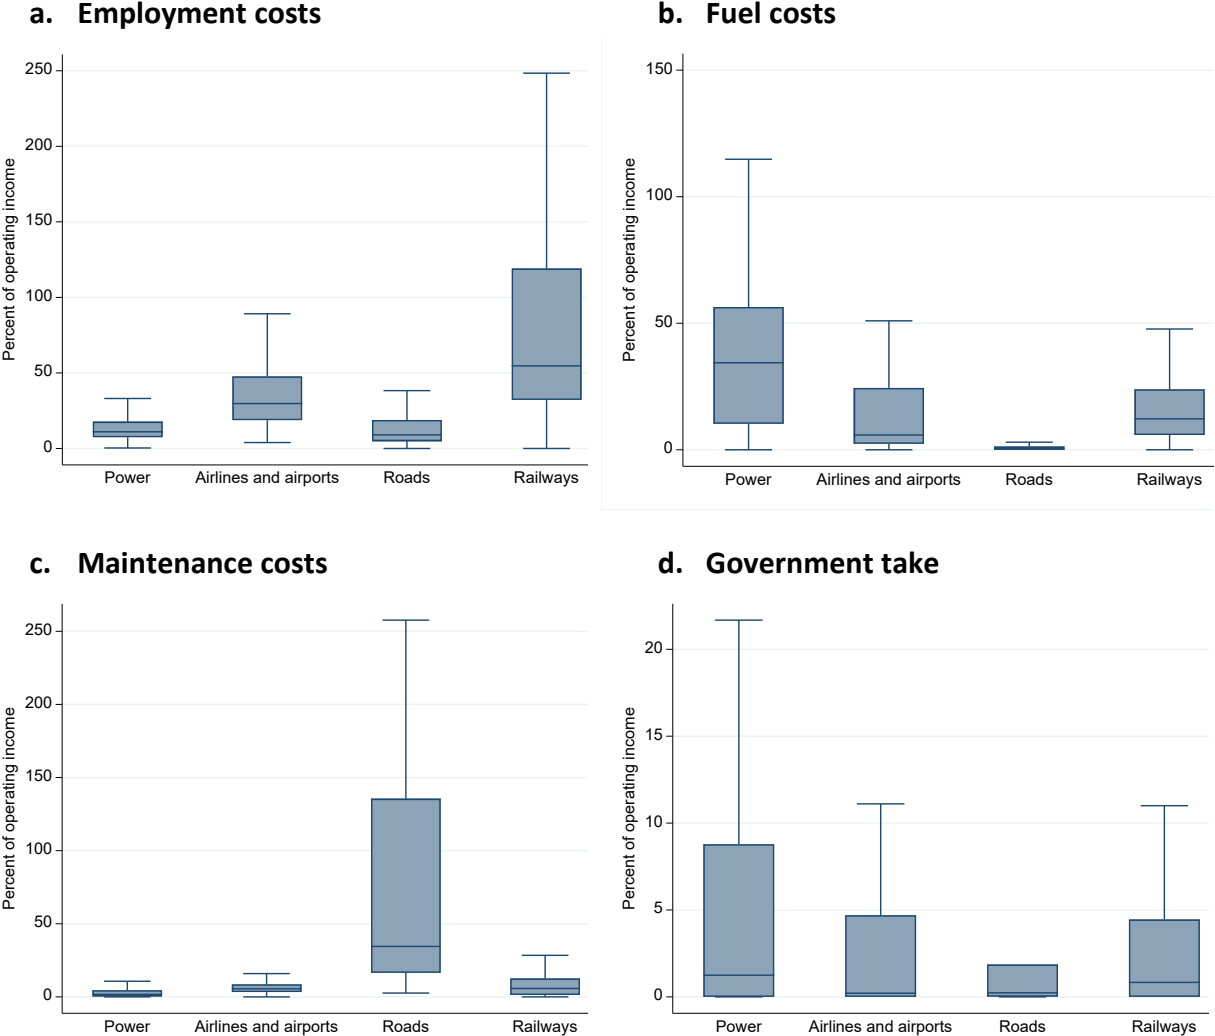 a. Employment costs
Percent of operating income
250
200
150
100
50
0
Power Airlines and airports Roads Railways
b. Fuel costs
Percent of operating income
150
100
50
0
Power Airlines and airports Roads Railways
c. Maintenance costs
Percent of operating income
250
200
150
100
50
0
Power Airlines and airports Roads Railways
d. Government take
Percent of operating income
20
15
10
5
0
Power Airlines and airports Roads Railways